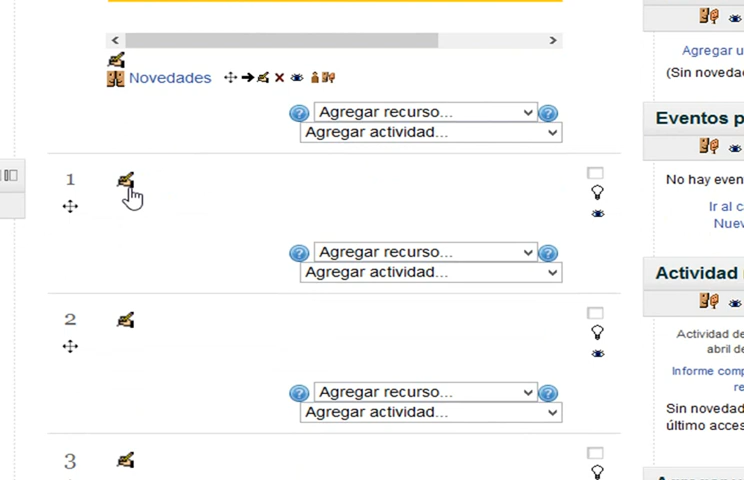 Novedades
Agregar recurso...
Agregar actividad...
1
Agregar recurso...
Agregar actividad...
2
Agregar recurso...
Agregar actividad...
3
Agregar u
(Sin novedad
Eventos p
No hay even
Ir al c
Nuev
Actividad
Actividad de
abril de
Informe comp
re
Sin novedad
último acces